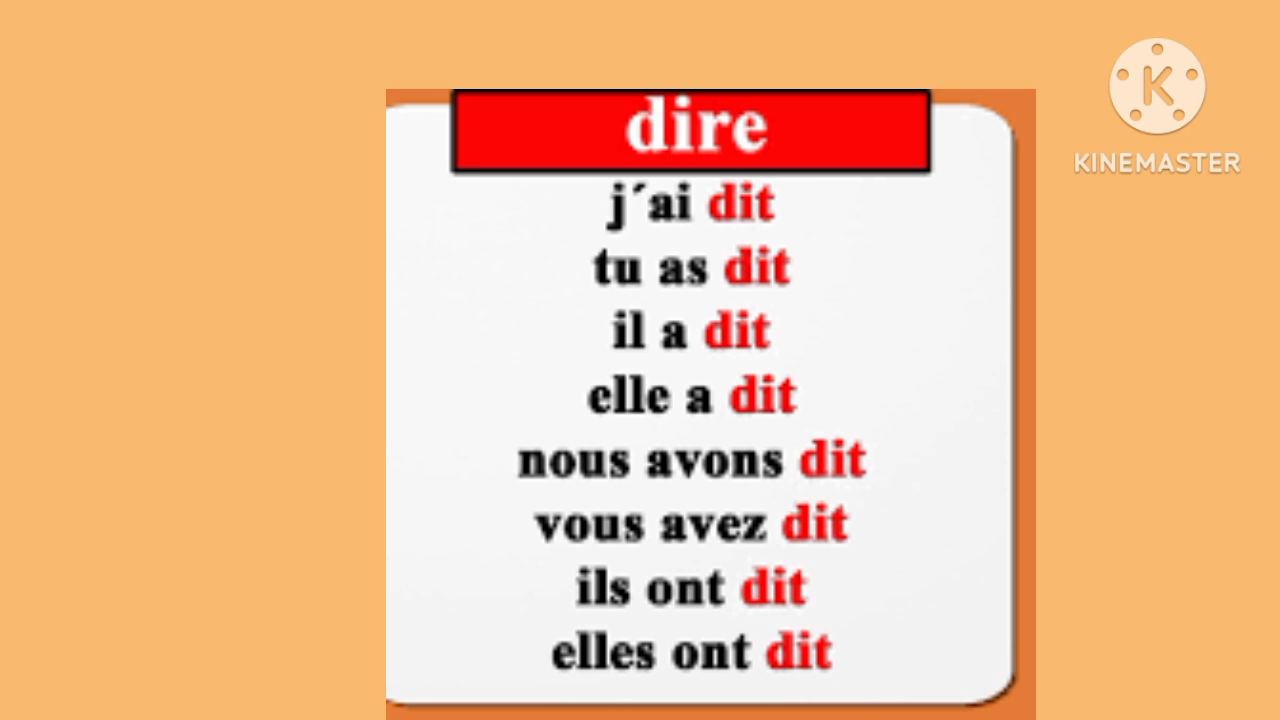 dire
j´ai dit
tu as dit
il a dit
elle a dit
nous avons dit
vous avez dit
ils ont dit
elles ont dit
K
KINEMASTER